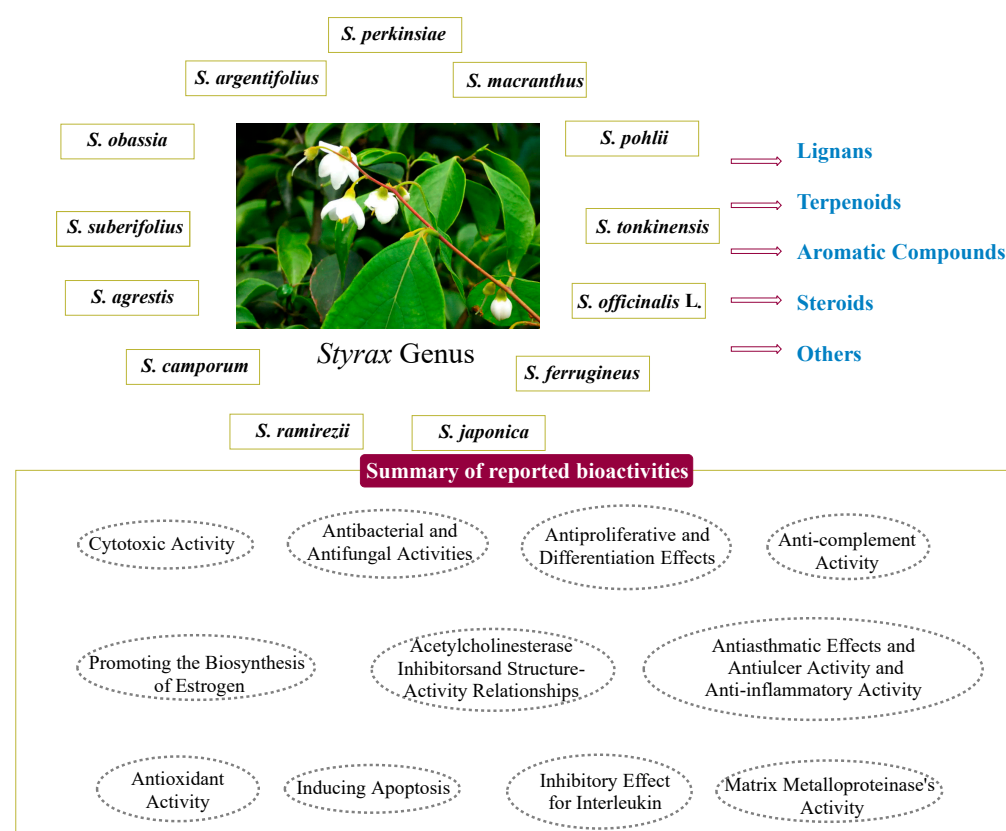 S. perkinsiae
S. argentifolius
S. macranthus
S. obassia
S. pohlii
Lignans
Terpenoids
S. suberifolius
S. tonkinensis
Aromatic Compounds
S. agrestis
S. officinalis L.
Steroids
Styrax Genus
Others
S. camporum
S. ferrugineus
S. ramirezii
S. japonica
Summary of reported bioactivities
Cytotoxic Activity
Antibacterial and
Antifungal Activities
Antiproliferative and
Differentiation Effects
Anti-complement
Activity
Promoting the Biosynthesis
of Estrogen
Acetylcholinesterase
Inhibitorsand Structure-
Activity Relationships
Antiasthmatic Effects and
Antiulcer Activity and
Anti-inflammatory Activity
Antioxidant
Activity
Inducing Apoptosis
Inhibitory Effect
for Interleukin
Matrix Metalloproteinase's
Activity